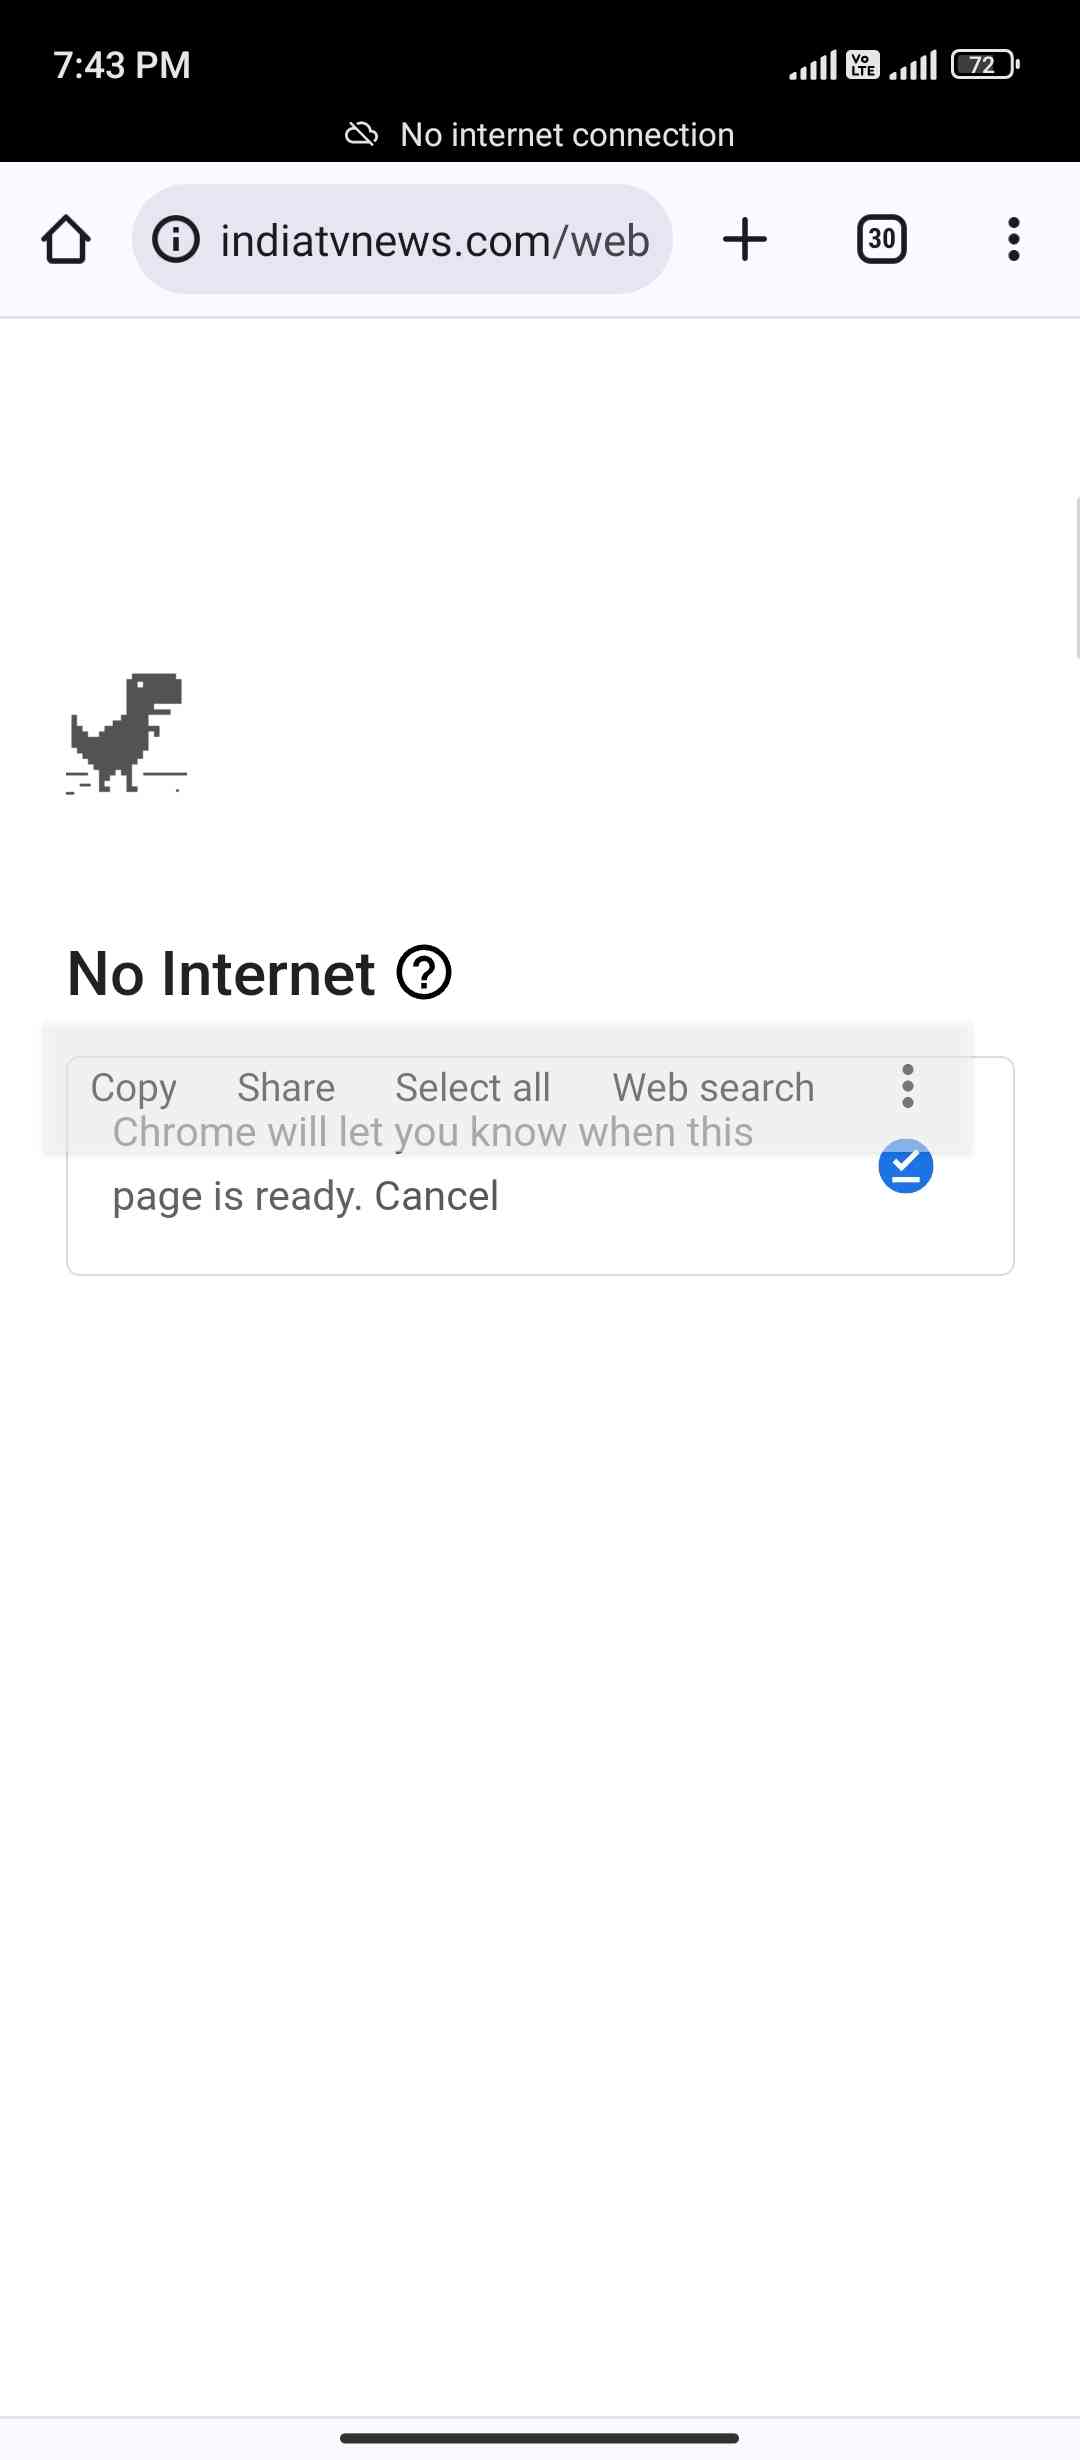 7:43 PM
Vo LTE
72
No internet connection
indiatvnews.com/web
30
No Internet
Copy Share Select all Web search
Chrome will let you know when this
page is ready. Cancel